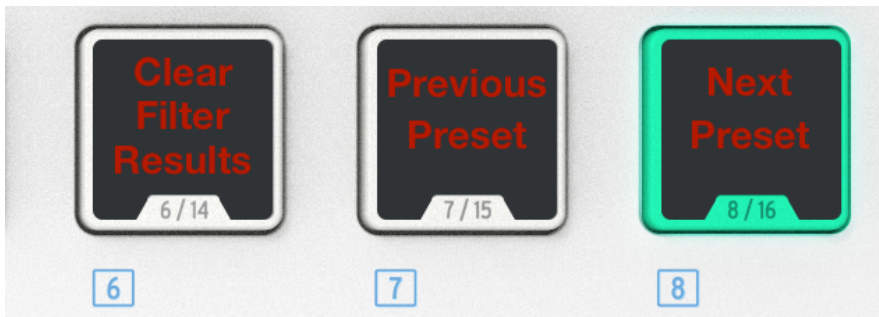 Clear
Filter
Results
6 / 14
6
Previous
Preset
7 / 15
7
Next
Preset
8 / 16
8